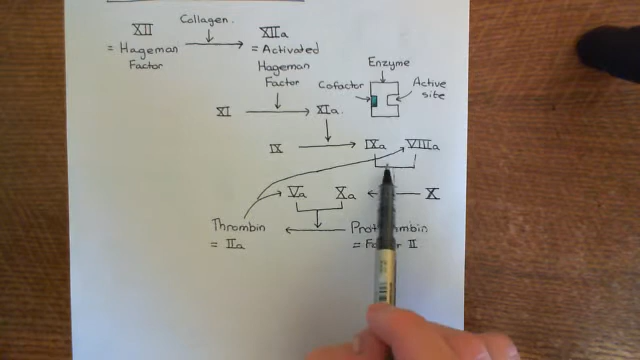 Collagen.
XII
XIIa
= Hageman
Factor
= Activated
Hageman
Factor
Enzyme
Cofactor
Active
site
XI
XIa.
IX
IXa
VIIIa
Va
Xa
X
Thrombin
= IIa
= II